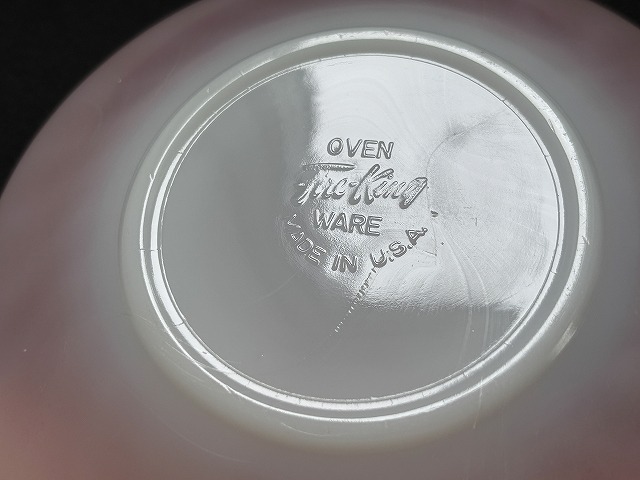 OVEN
Fire-King
WARE
MADE IN U.S.A.